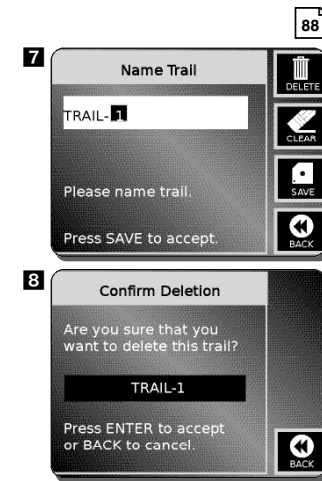 88
7
Name Trail
DELETE
TRAIL-1
CLEAR
Please name trail.
SAVE
Press SAVE to accept.
BACK
8
Confirm Deletion
Are you sure that you
want to delete this trail?
TRAIL-1
Press ENTER to accept
or BACK to cancel.
BACK